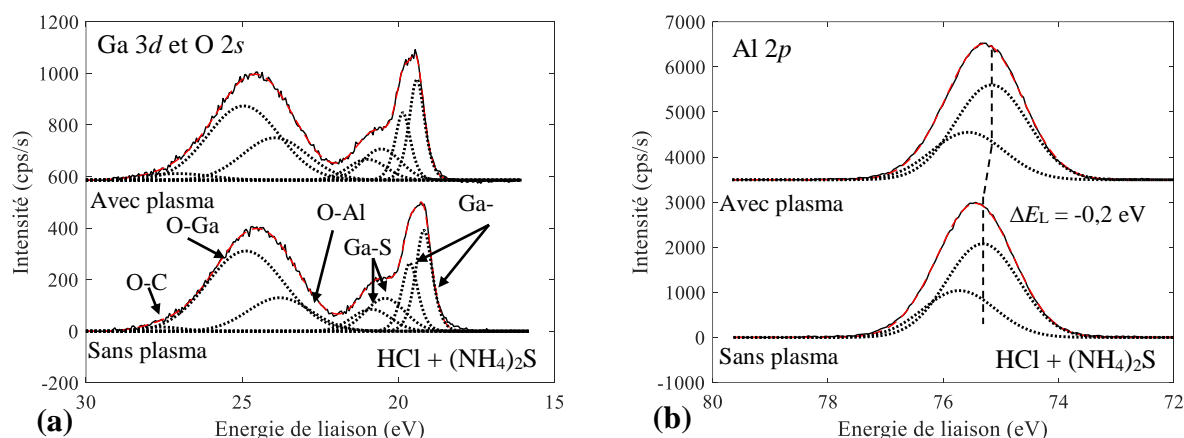 Ga 3d et O 2s
Intensité (cps/s)
1200
1000
800
600
400
200
0
-200
Avec plasma
O-Ga
O-Al
Ga-
Ga-S
O-C
Sans plasma
HCl + (NH4)2S
30 25 20 15
(a)
Energie de liaison (eV)
Al 2p
Intensité (cps/s)
7000
6000
5000
4000
3000
2000
1000
0
-1000
Avec plasma
ΔEL = -0,2 eV
Sans plasma
HCl + (NH4)2S
80 78 76 74 72
(b)
Energie de liaison (eV)